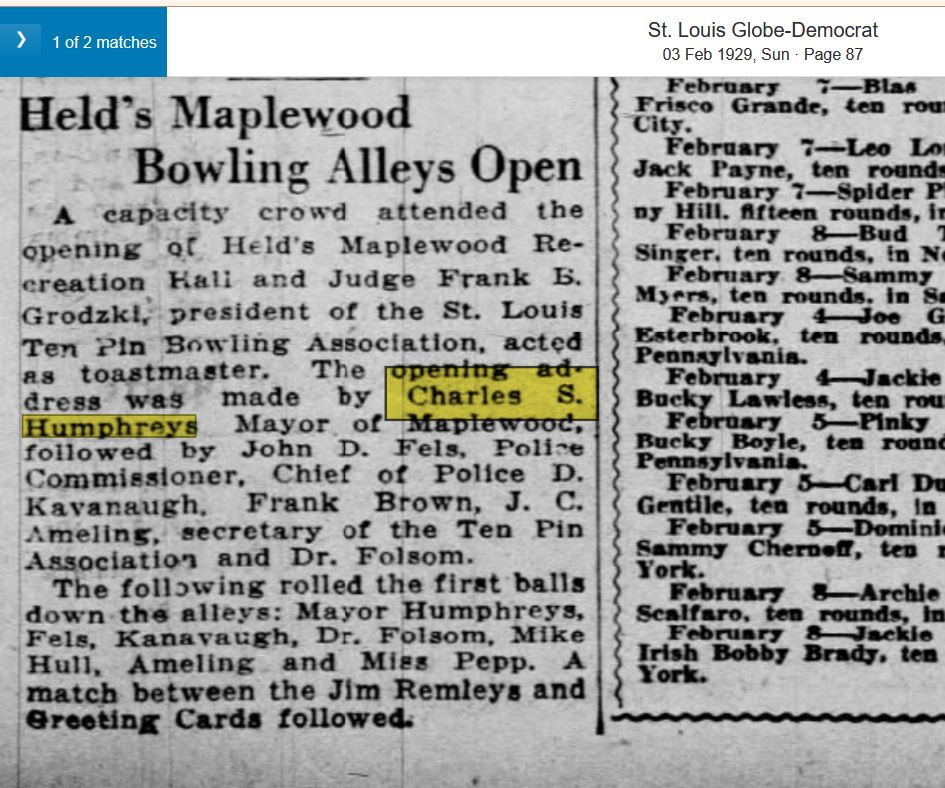 1 of 2 matches
St. Louis Globe-Democrat
03 Feb 1929, Sun · Page 87
Held's Maplewood
Bowling Alleys Open
A capacity crowd attended the
opening of Held's Maplewood Re-
creation Hall and Judge Frank B.
Grodzki, president of the St. Louis
Ten Pin Bowling Association, acted
as toastmaster. The opening ad-
dress was made by Charles S.
Humphreys Mayor of Maplewood,
followed by John D. Fels, Police
Commissioner, Chief of Police D.
Kavanaugh, Frank Brown, J. C.
Ameling, secretary of the Ten Pin
Association and Dr. Folsom.
The following rolled the first balls
down the alleys: Mayor Humphreys,
Fels, Kanavaugh, Dr. Folsom, Mike
Hull, Ameling and Miss Pepp. A
match between the Jim Remleys and
Greeting Cards followed.
February 7—Blas
Frisco Grande, ten rou
City.
February 7—Leo Lo
Jack Payne, ten rounds
February 7—Spider P
ny Hill, fifteen rounds, i
February 8—Bud
Singer, ten rounds, in N
February 8—Sammy
Myers, ten rounds, in S
February 4—Joe G
Esterbrook, ten rounds,
Pennsylvania.
February 4—Jackie
Bucky Lawless, ten rou
February 5—Pinky
Bucky Boyle, ten round
Pennsylvania.
February 5—Carl Du
Gentile, ten rounds, in
February 5—Domini
Sammy Chernoff, ten
York.
February 8—Archie
Scalfaro, ten rounds, in
February 8—Jackie
Irish Bobby Brady, ten
York.